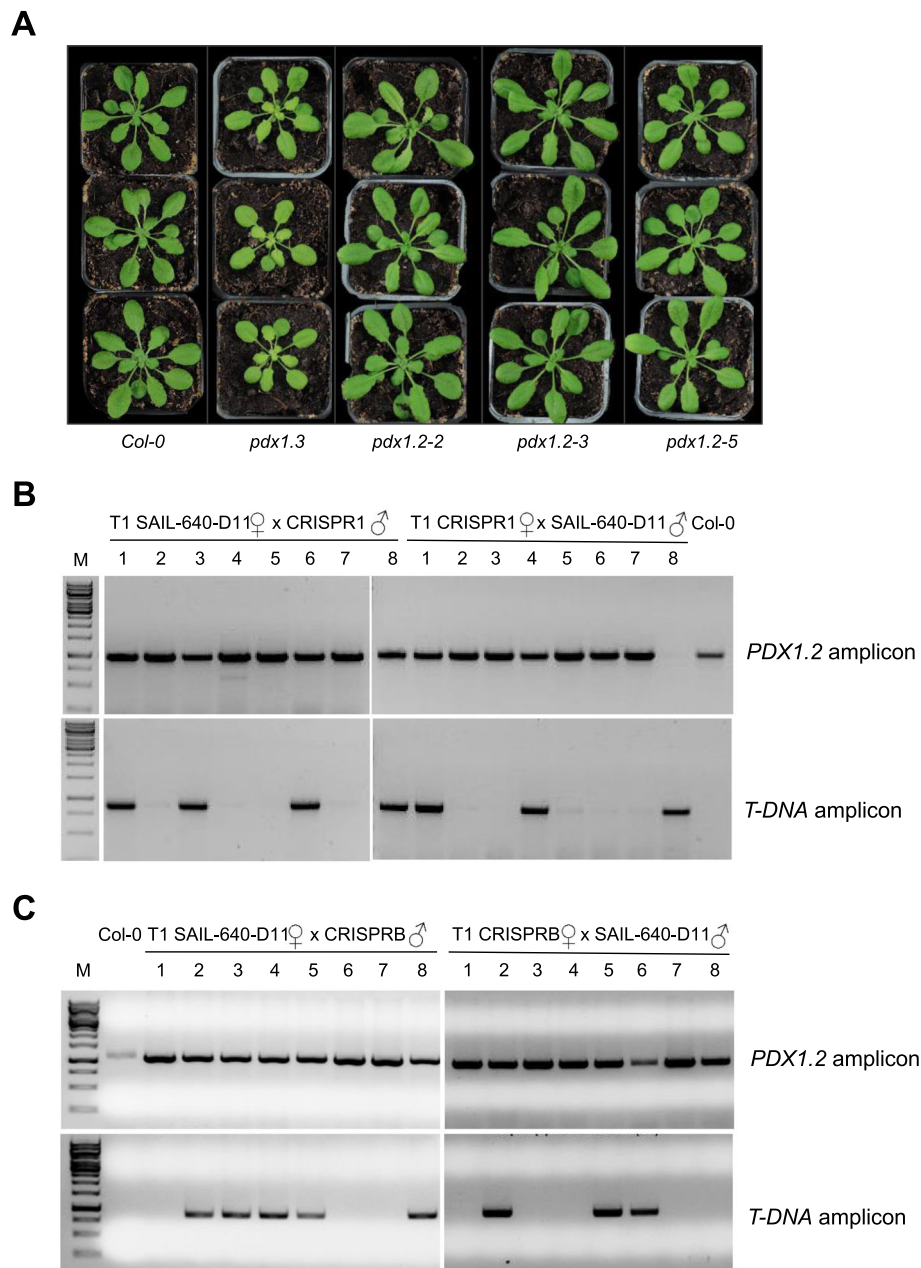 A
Col-0 pdx1.3 pdx1.2-2 pdx1.2-3 pdx1.2-5
B
T1 SAIL-640-D11♀ x CRISPR1 ♂ T1 CRISPR1 ♀ x SAIL-640-D11 ♂ Col-0
M 1 2 3 4 5 6 7 8 1 2 3 4 5 6 7 8
PDX1.2 amplicon
T-DNA amplicon
C
Col-0 T1 SAIL-640-D11♀ x CRISPRB ♂ T1 CRISPRB♀ x SAIL-640-D11♂
M 1 2 3 4 5 6 7 8 1 2 3 4 5 6 7 8
PDX1.2 amplicon
T-DNA amplicon